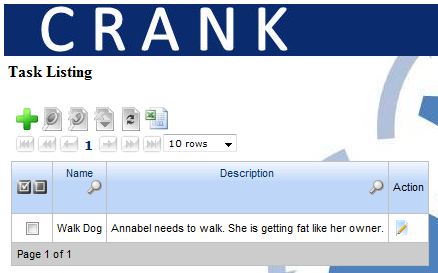 CRANK
Task Listing
1 10 rows
Name Description Action
Walk Dog Annabel needs to walk. She is getting fat like her owner.
Page 1 of 1